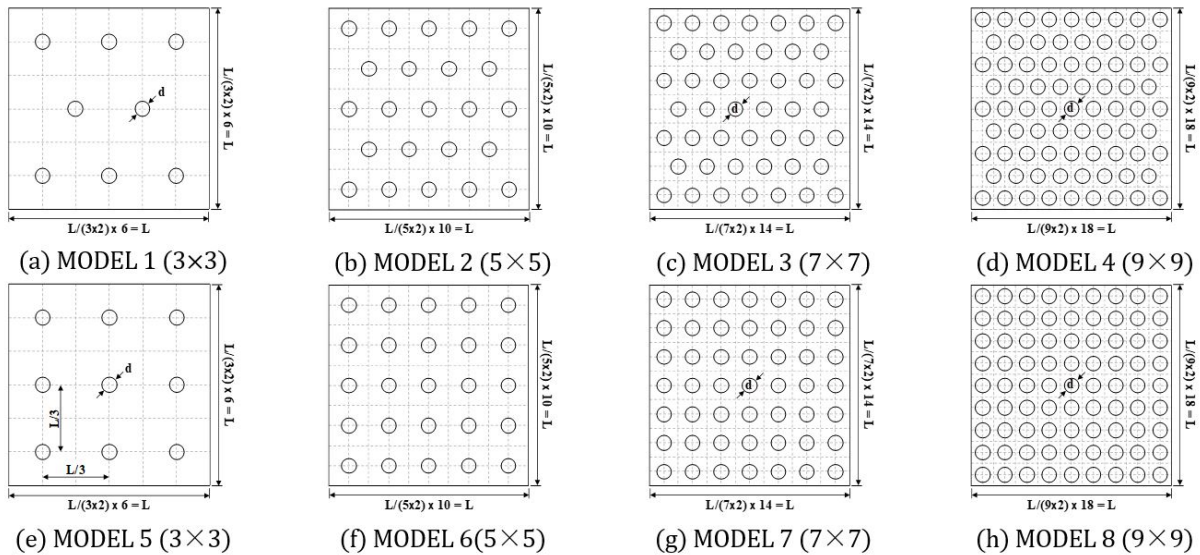 d
L/(3x2) x 6 = L
L/(3x2) x 6 = L
(a) MODEL 1 (3×3)
L/(5x2) x 10 = L
L/(5x2) x 10 = L
(b) MODEL 2 (5×5)
d
L/(7x2) x 14 = L
L/(7x2) x 14 = L
(c) MODEL 3 (7×7)
d
L/(9x2) x 18 = L
L/(9x2) x 18 = L
(d) MODEL 4 (9×9)
d
L/3
L/3
L/(3x2) x 6 = L
L/(3x2) x 6 = L
(e) MODEL 5 (3×3)
L/(5x2) x 10 = L
L/(5x2) x 10 = L
(f) MODEL 6(5×5)
d
L/(7x2) x 14 = L
L/(7x2) x 14 = L
(g) MODEL 7 (7×7)
d
L/(9x2) x 18 = L
L/(9x2) x 18 = L
(h) MODEL 8 (9×9)